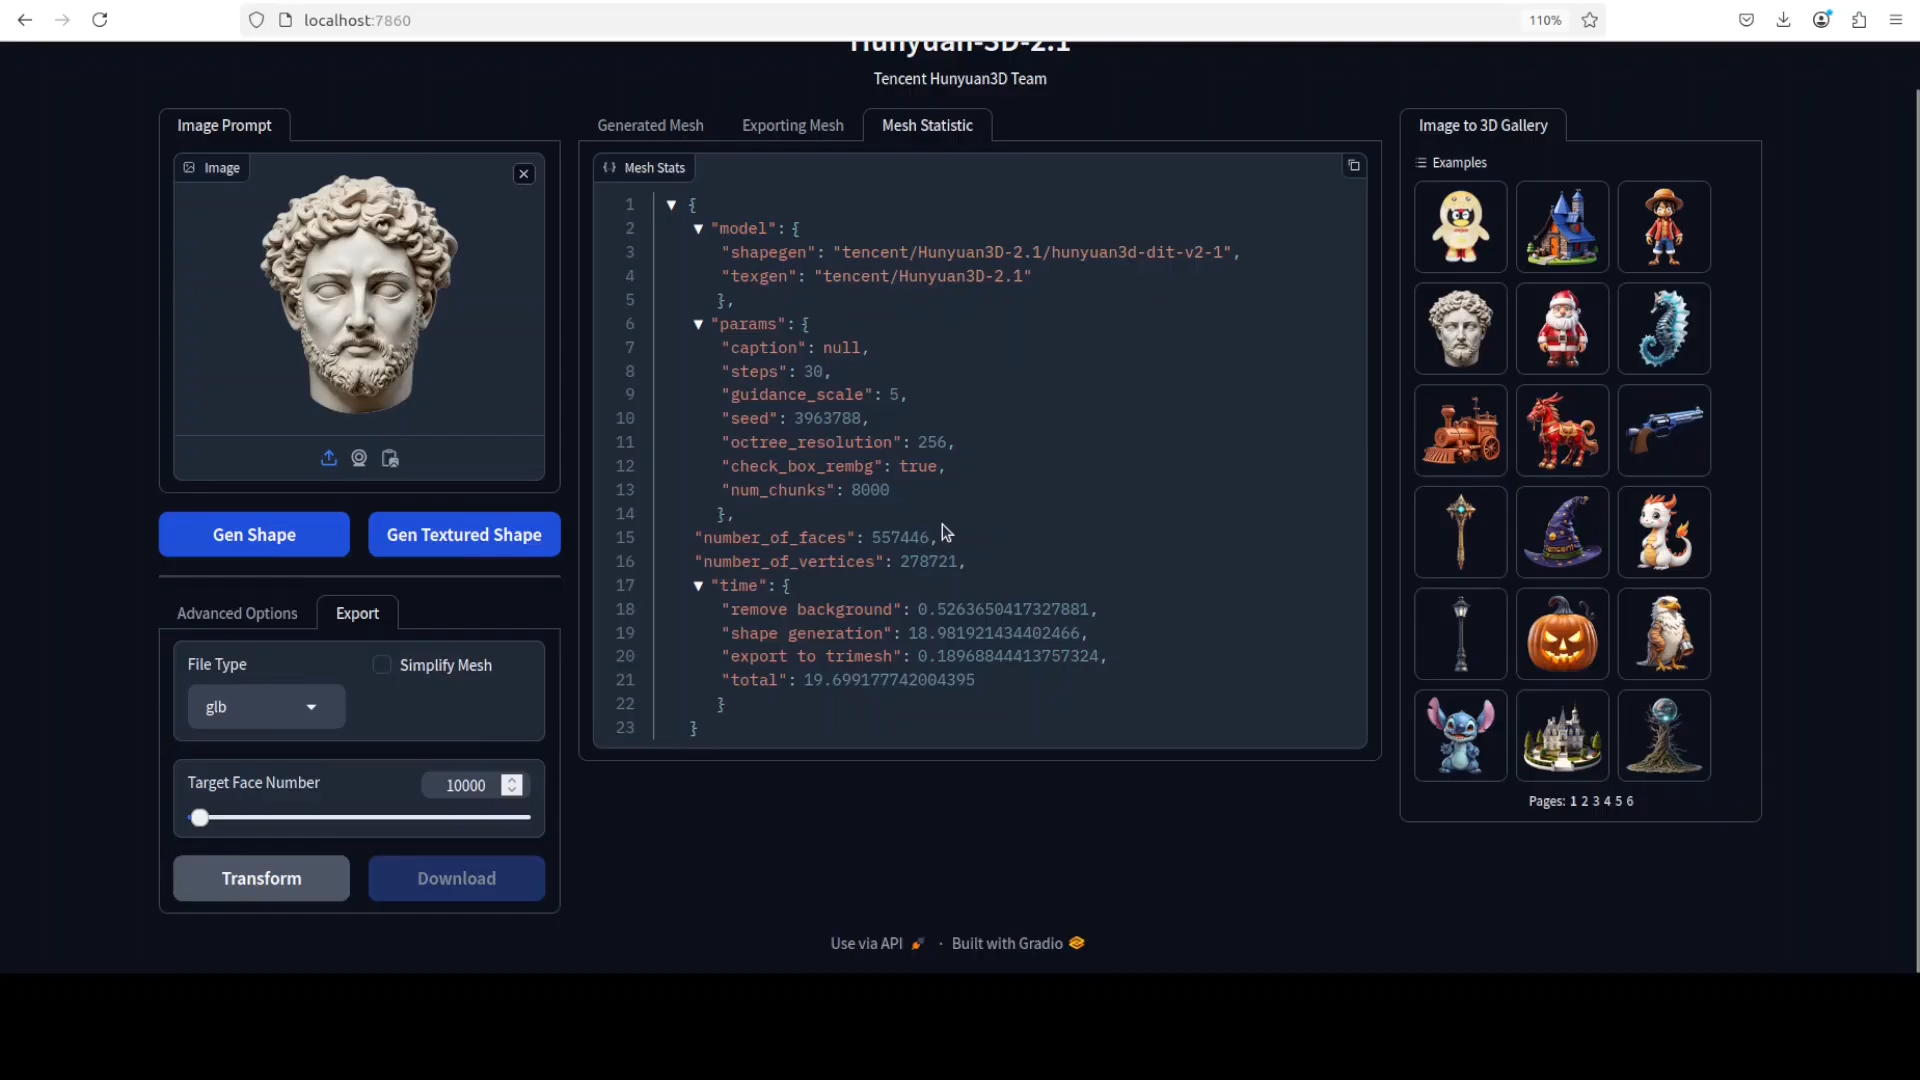 localhost:7860
110%
Hunyuan-3D-2.1
Tencent Hunyuan3D Team
Image Prompt
Image
Gen Shape
Gen Textured Shape
Advanced Options
Export
File Type
Simplify Mesh
glb
Target Face Number
10000
Transform
Download
Generated Mesh
Exporting Mesh
Mesh Statistic
{} Mesh Stats
1 ▼ {
2 ▼ "model": {
3 "shapegen": "tencent/Hunyuan3D-2.1/hunyuan3d-dit-v2-1",
4 "texgen": "tencent/Hunyuan3D-2.1"
5 },
6 ▼ "params": {
7 "caption": null,
8 "steps": 30,
9 "guidance_scale": 5,
10 "seed": 3963788,
11 "octree_resolution": 256,
12 "check_box_rembg": true,
13 "num_chunks": 8000
14 },
15 "number_of_faces": 557446,
16 "number_of_vertices": 278721,
17 ▼ "time": {
18 "remove background": 0.5263650417327881,
19 "shape generation": 18.981921434402466,
20 "export to trimesh": 0.18968844413757324,
21 "total": 19.699177742004395
22 }
23 }
Image to 3D Gallery
Examples
Pages: 1 2 3 4 5 6
Use via API · Built with Gradio